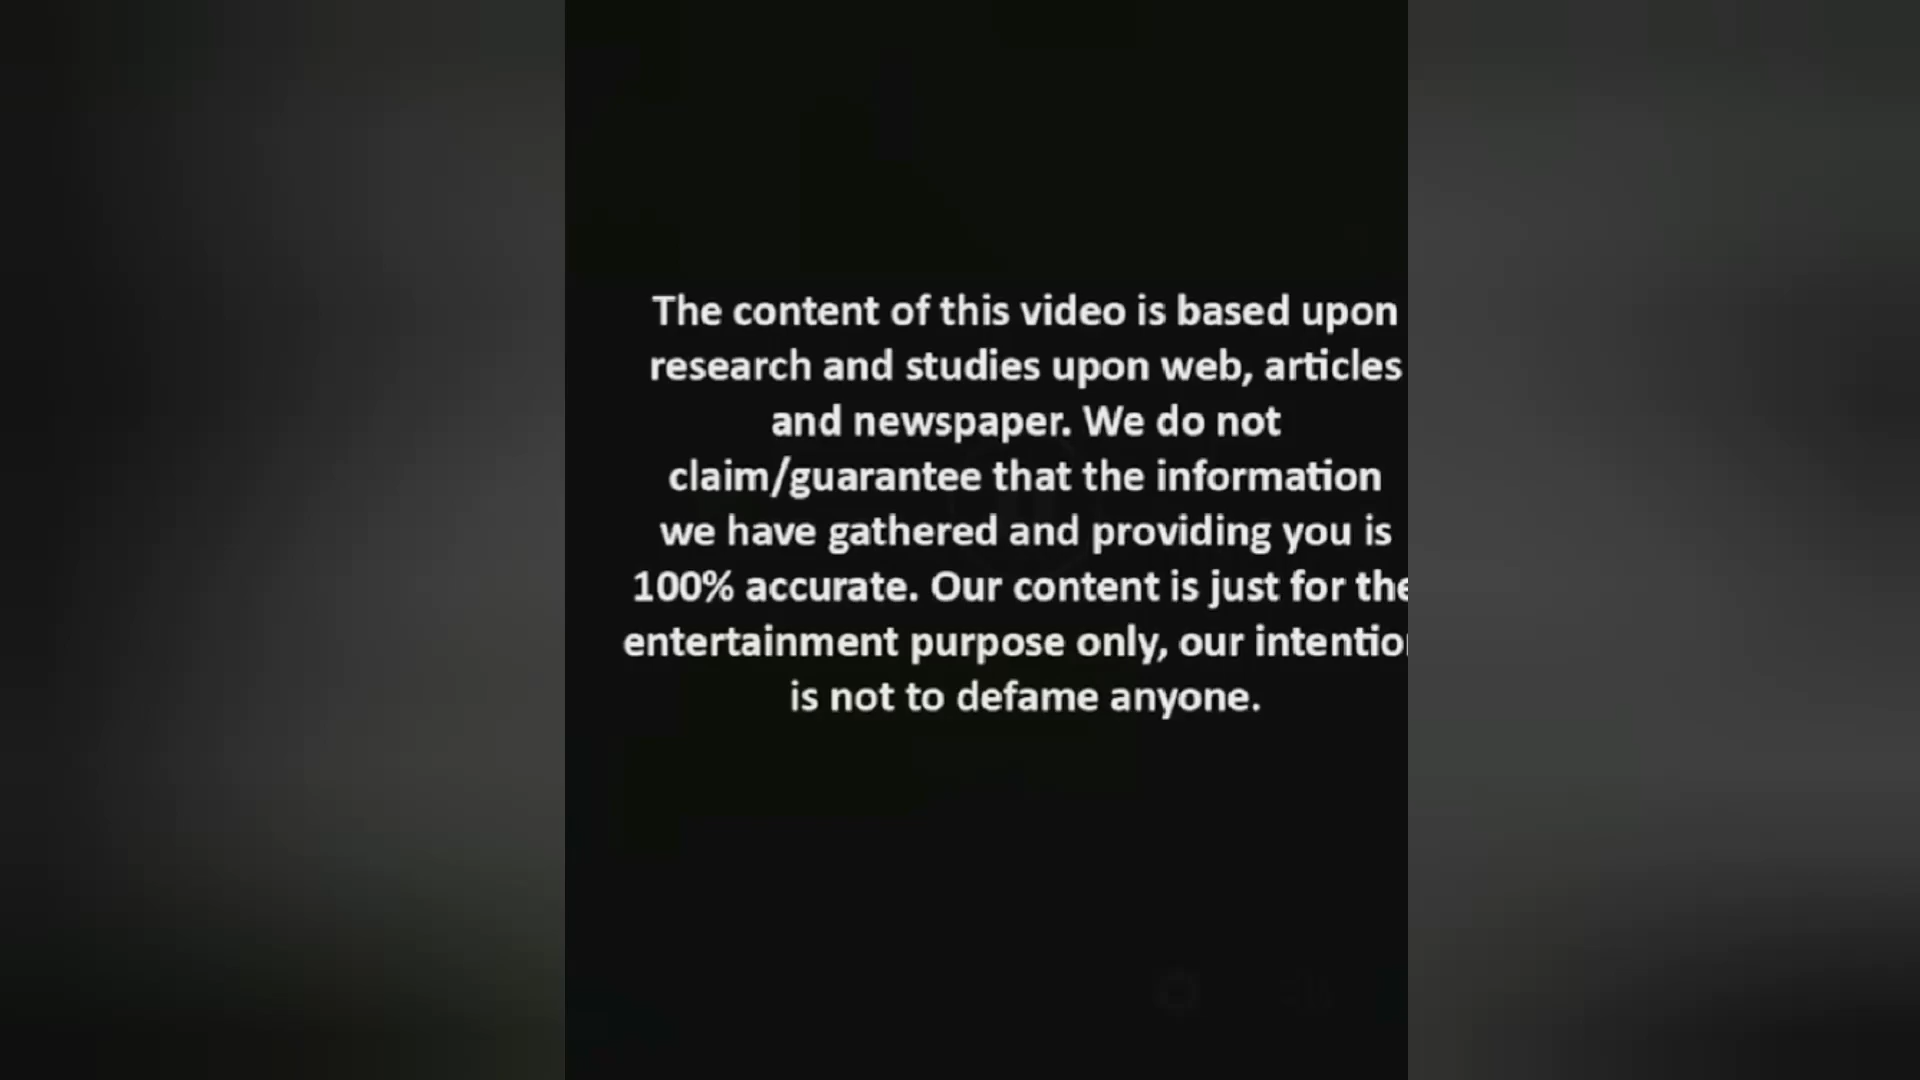 The content of this video is based upon
research and studies upon web, articles
and newspaper. We do not
claim/guarantee that the information
we have gathered and providing you is
100% accurate. Our content is just for the
entertainment purpose only, our intentio
is not to defame anyone.